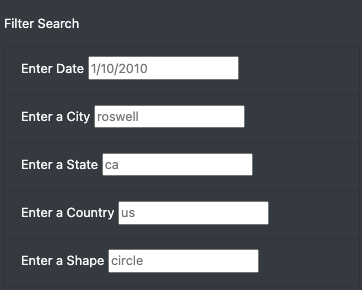 Filter Search
Enter Date 1/10/2010
Enter a City roswell
Enter a State ca
Enter a Country us
Enter a Shape circle